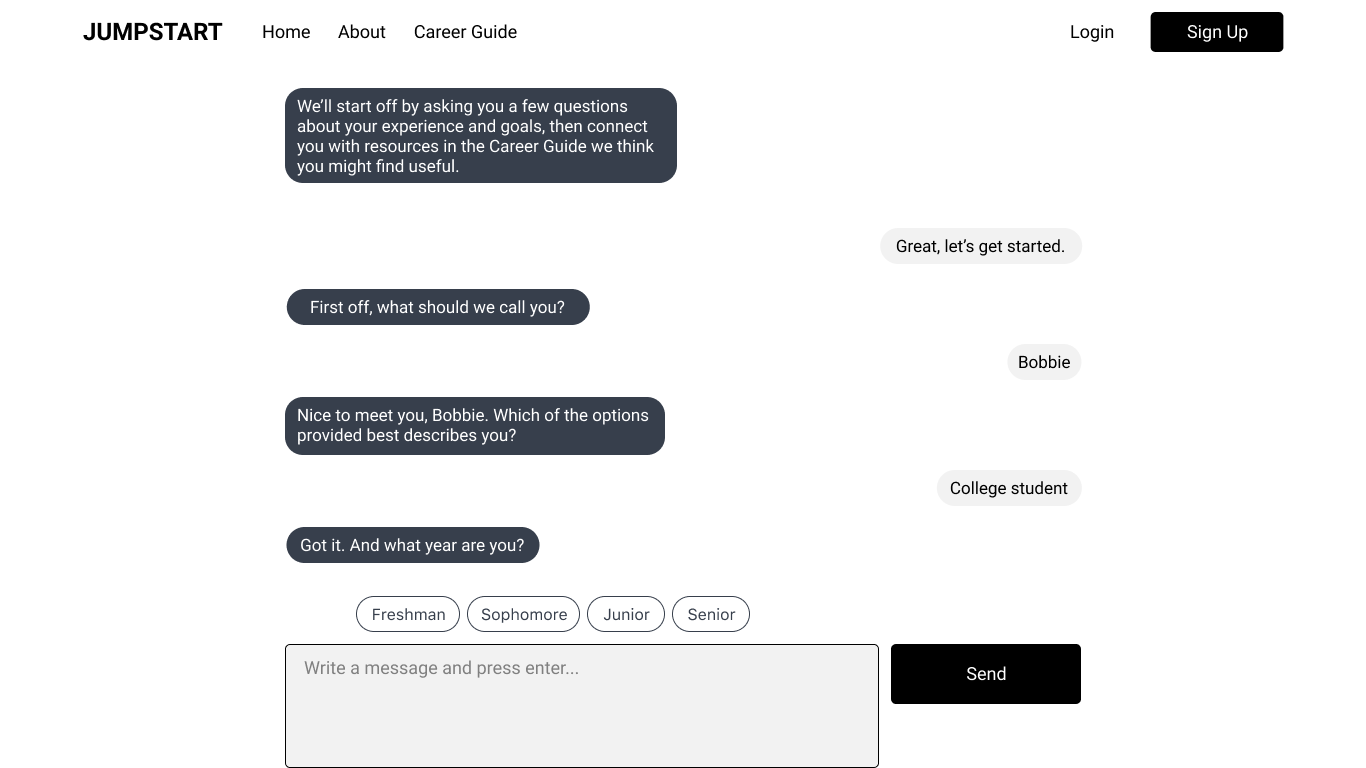 JUMPSTART Home About Career Guide Login Sign Up
We’ll start off by asking you a few questions
about your experience and goals, then connect
you with resources in the Career Guide we think
you might find useful.
Great, let’s get started.
First off, what should we call you?
Bobbie
Nice to meet you, Bobbie. Which of the options
provided best describes you?
College student
Got it. And what year are you?
Freshman Sophomore Junior Senior
Write a message and press enter...
Send